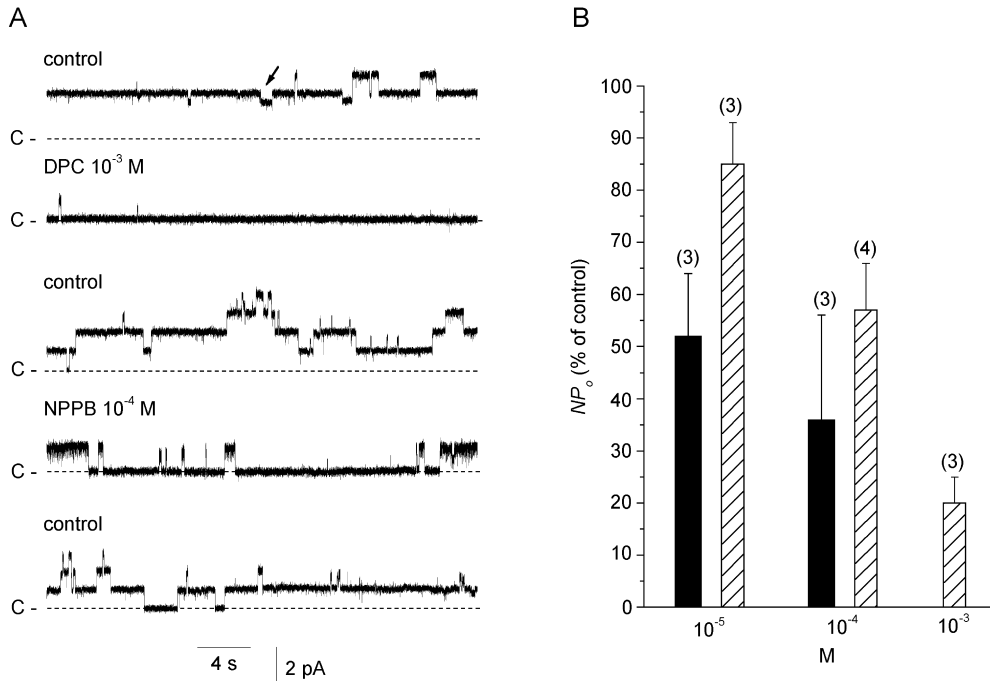 A
control
C -
DPC 10⁻³ M
C -
control
C -
NPPB 10⁻⁴ M
C -
control
C -
4 s
2 pA
B
NPₒ (% of control)
100
90
80
70
60
50
40
30
20
10
0
(3)
(3)
(3)
(4)
(3)
10⁻⁵
10⁻⁴
10⁻³
M